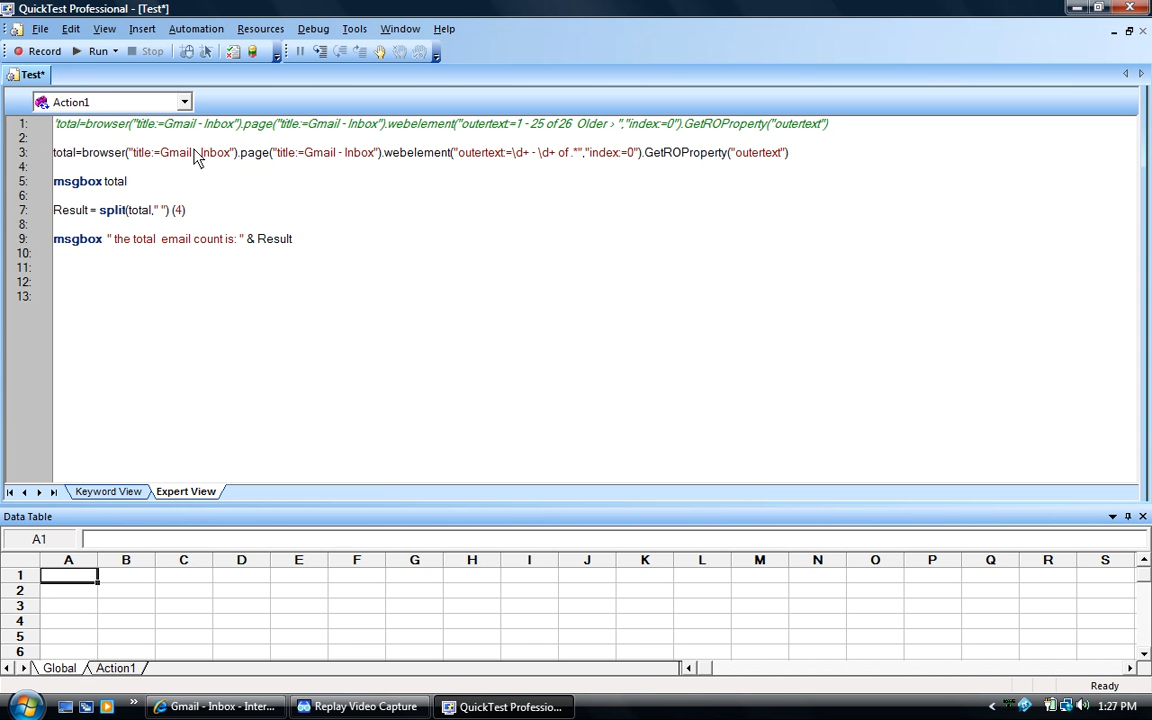 QuickTest Professional - [Test*]
File Edit View Insert Automation Resources Debug Tools Window Help
Record Run Stop
Test*
Action1
1: 'total=browser("title:=Gmail - Inbox").page("title:=Gmail - Inbox").webelement("outertext:=1 - 25 of 26  Older › ","index:=0").GetROProperty("outertext")
2:
3: total=browser("title:=Gmail - Inbox").page("title:=Gmail - Inbox").webelement("outertext:=\d+ - \d+ of .*","index:=0").GetROProperty("outertext")
4:
5: msgbox total
6:
7: Result = split(total," ") (4)
8:
9: msgbox " the total  email count is: " & Result
10:
11:
12:
13:
Keyword View Expert View
Data Table
A1
A B C D E F G H I J K L M N O P Q R S
1
2
3
4
5
6
Global Action1
Ready
» Gmail - Inbox - Inter... Replay Video Capture QuickTest Professio... < 1:27 PM